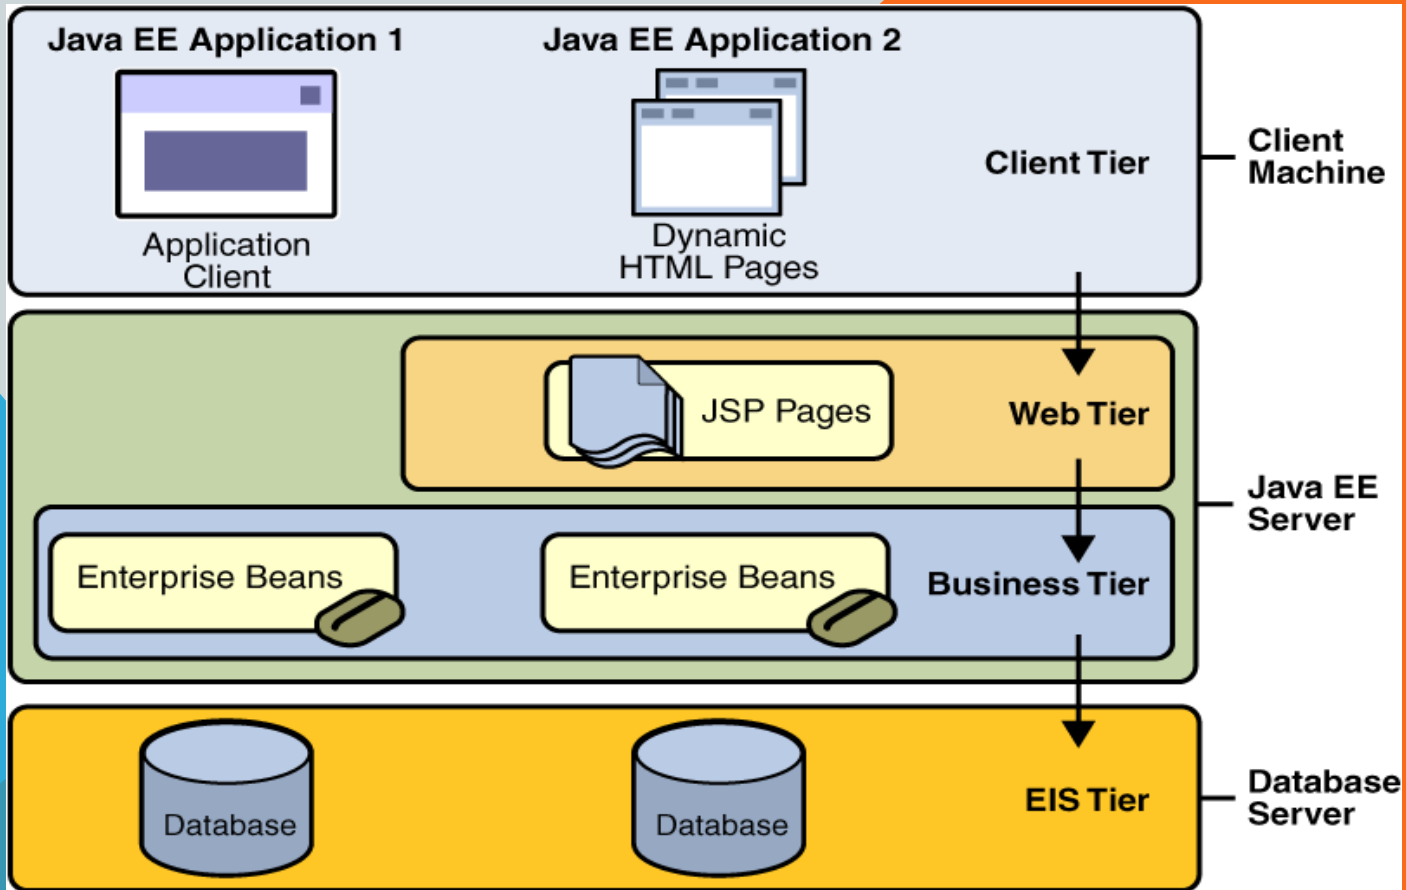 Java EE Application 1
Java EE Application 2
Application
Client
Dynamic
HTML Pages
Client Tier
Client
Machine
JSP Pages
Web Tier
Java EE
Server
Enterprise Beans
Enterprise Beans
Business Tier
Database
Database
EIS Tier
Database
Server